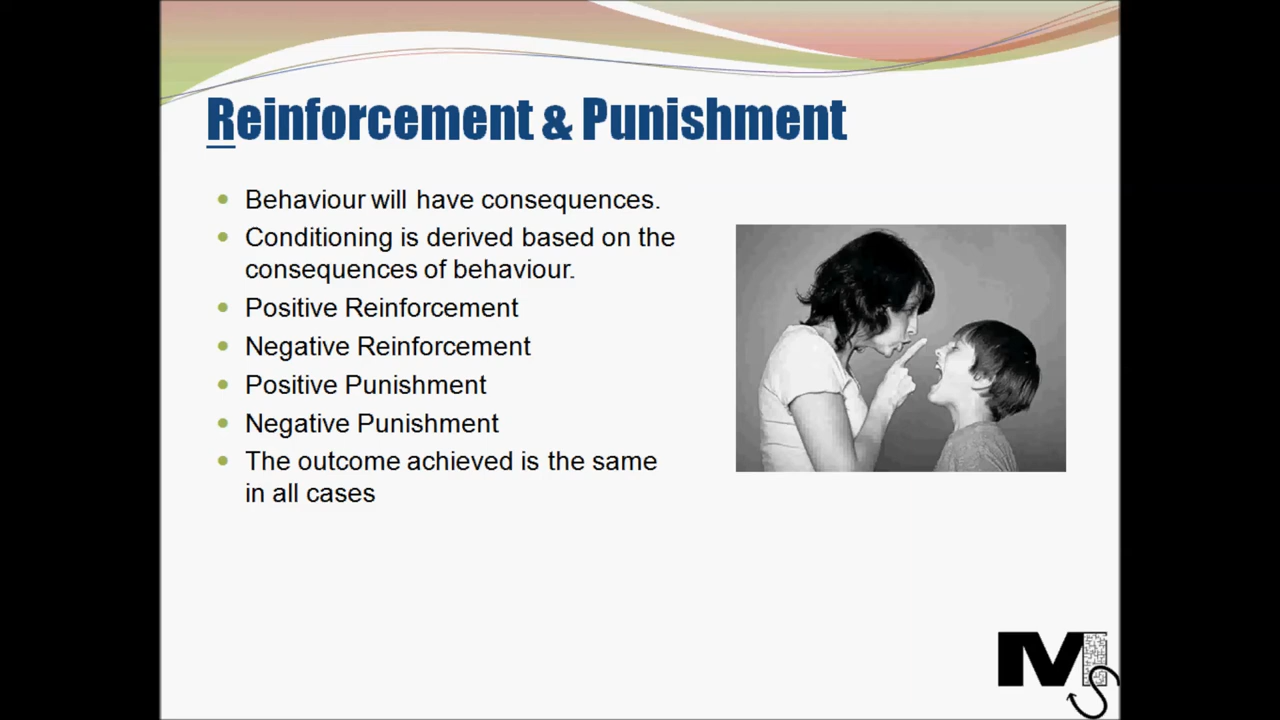 Reinforcement & Punishment
Behaviour will have consequences.
Conditioning is derived based on the
consequences of behaviour.
Positive Reinforcement
Negative Reinforcement
Positive Punishment
Negative Punishment
The outcome achieved is the same
in all cases
MS